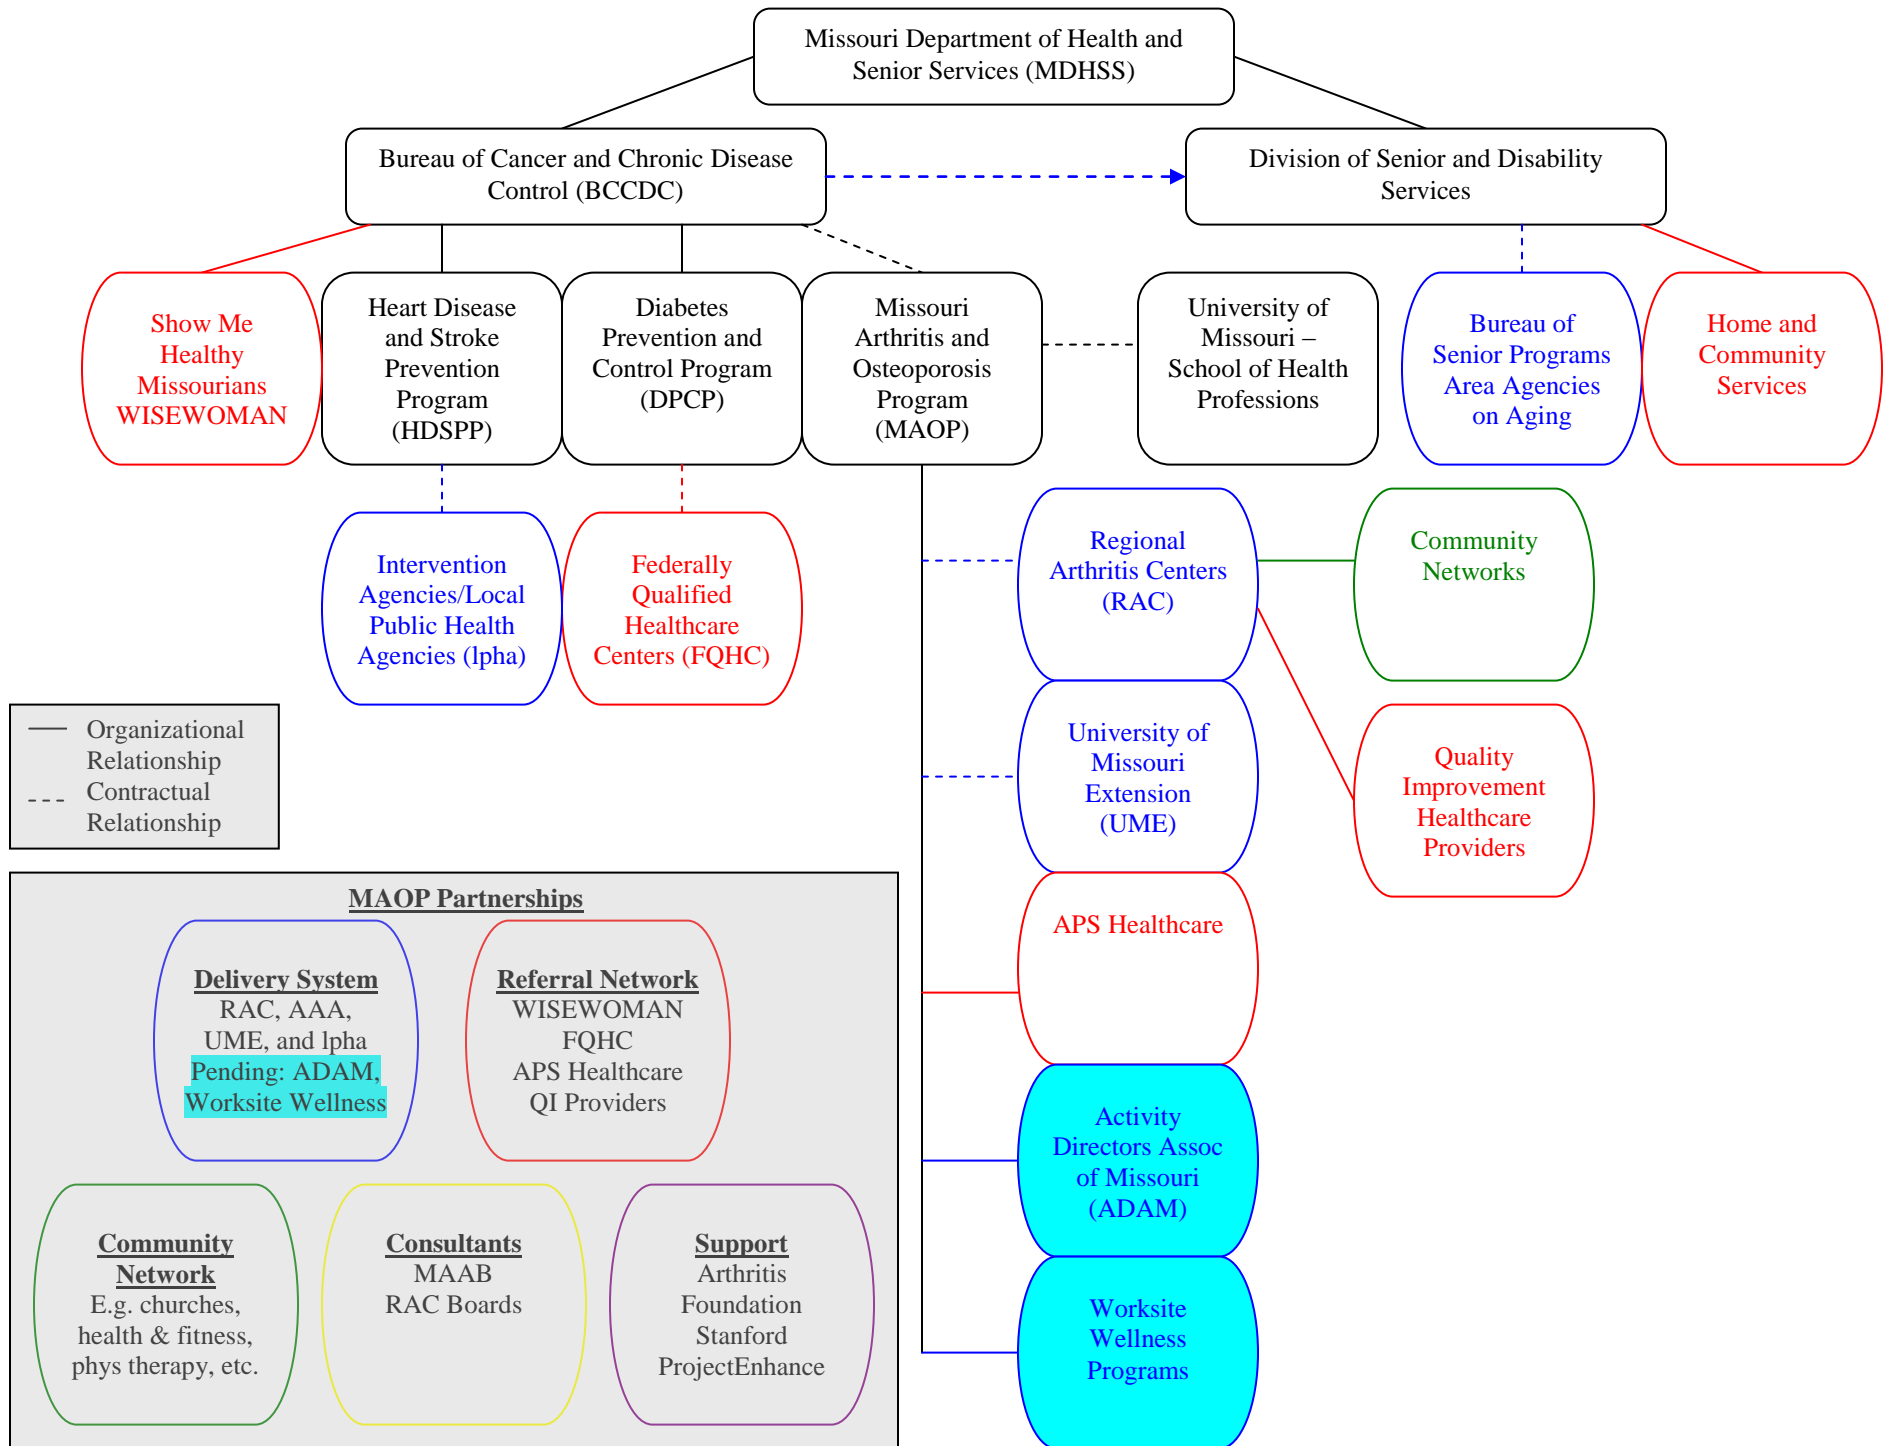 Missouri Department of Health and
Senior Services (MDHSS)
Bureau of Cancer and Chronic Disease
Control (BCCDC)
Division of Senior and Disability
Services
Show Me
Healthy
Missourians
WISEWOMAN
Heart Disease
and Stroke
Prevention
Program
(HDSPP)
Diabetes
Prevention and
Control Program
(DPCP)
Missouri
Arthritis and
Osteoporosis
Program
(MAOP)
University of
Missouri –
School of Health
Professions
Bureau of
Senior Programs
Area Agencies
on Aging
Home and
Community
Services
Intervention
Agencies/Local
Public Health
Agencies (lpha)
Federally
Qualified
Healthcare
Centers (FQHC)
Regional
Arthritis Centers
(RAC)
Community
Networks
University of
Missouri
Extension
(UME)
Quality
Improvement
Healthcare
Providers
APS Healthcare
Activity
Directors Assoc
of Missouri
(ADAM)
Worksite
Wellness
Programs
Organizational
Relationship
Contractual
Relationship
MAOP Partnerships
Delivery System
RAC, AAA,
UME, and lpha
Pending: ADAM,
Worksite Wellness
Referral Network
WISEWOMAN
FQHC
APS Healthcare
QI Providers
Community
Network
E.g. churches,
health & fitness,
phys therapy, etc.
Consultants
MAAB
RAC Boards
Support
Arthritis
Foundation
Stanford
ProjectEnhance